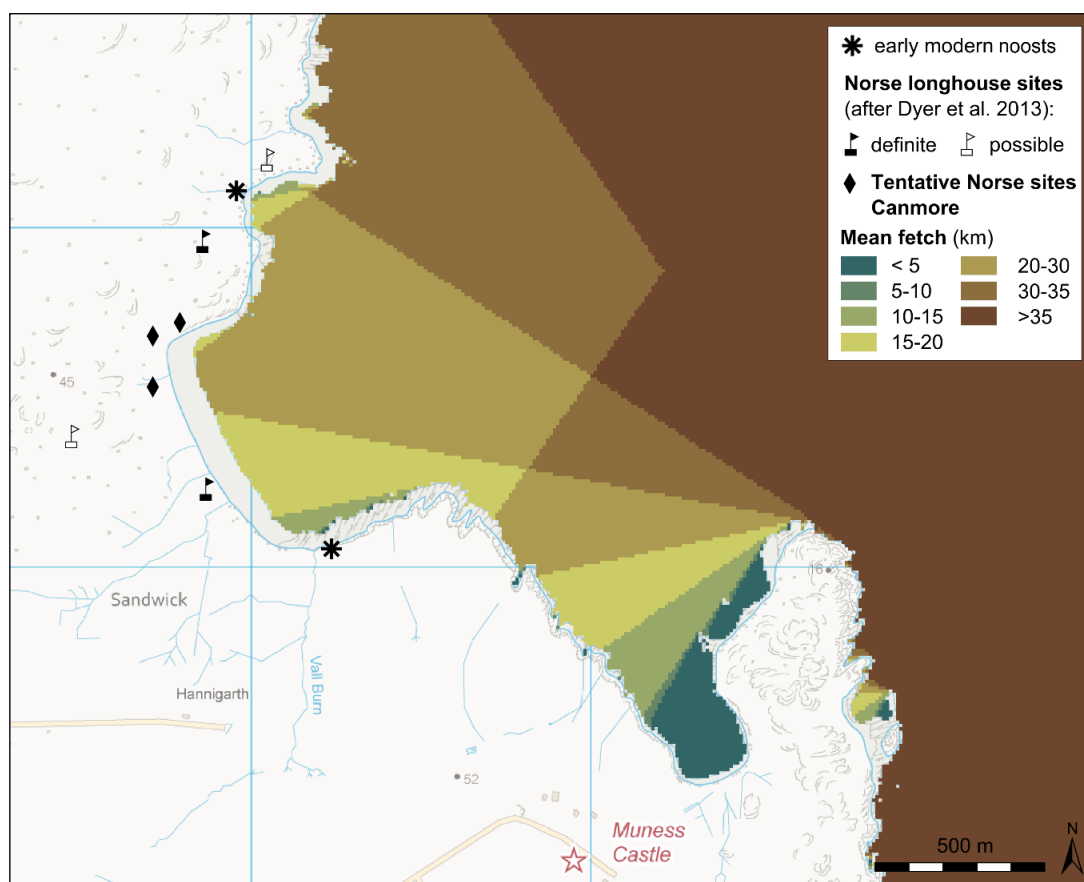 early modern noosts
Norse longhouse sites
(after Dyer et al. 2013):
definite possible
Tentative Norse sites
Canmore
Mean fetch (km)
< 5 20-30
5-10 30-35
10-15 >35
15-20
45
16
Sandwick
Hannigarth
Vall Burn
52
Muness
Castle
N
500 m